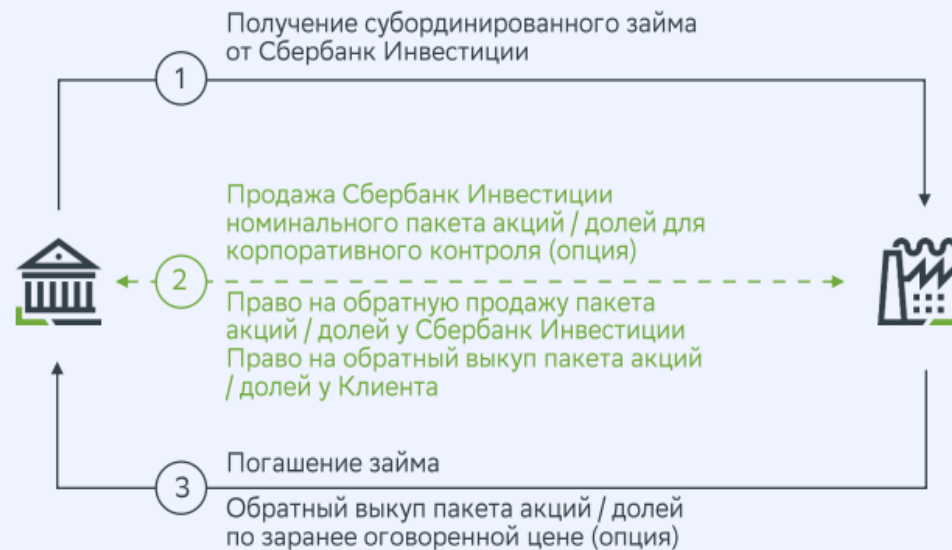 Получение субординированного займа
от Сбербанк Инвестиции
1
Продажа Сбербанк Инвестиции
номинального пакета акций / долей для
корпоративного контроля (опция)
2
Право на обратную продажу пакета
акций / долей у Сбербанк Инвестиции
Право на обратный выкуп пакета акций
/ долей у Клиента
Погашение займа
3
Обратный выкуп пакета акций / долей
по заранее оговоренной цене (опция)